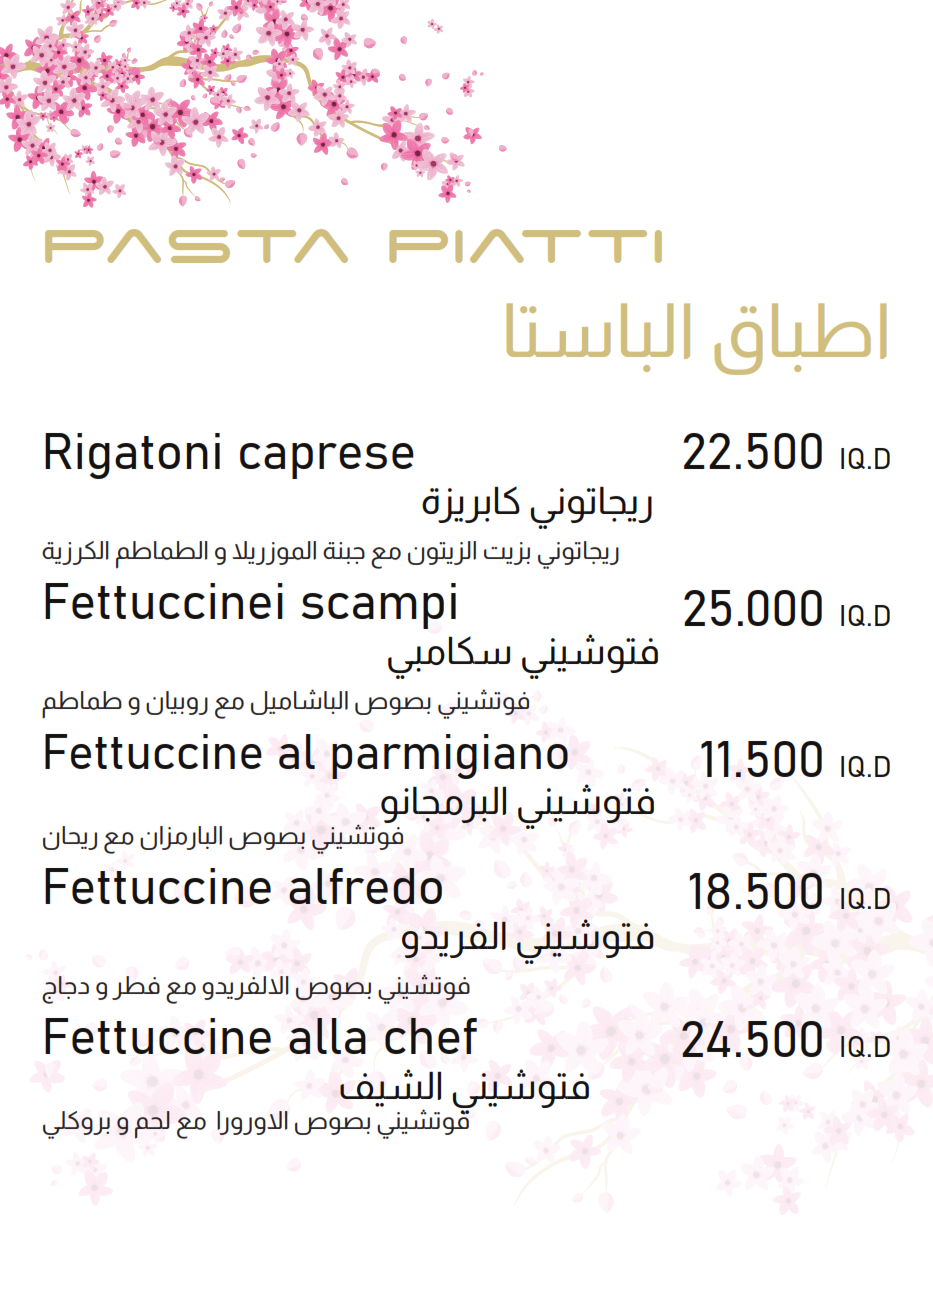 PASTA PIATTI
اطباق الباستا
Rigatoni caprese 22.500 IQ.D
ريجاتوني كابريزة
ريجاتوني بزيت الزيتون مع جبنة الموزريلا و الطماطم الكرزية
Fettuccinei scampi 25.000 IQ.D
فتوشيني سكامبي
فوتشيني بصوص الباشاميل مع روبيان و طماطم
Fettuccine al parmigiano 11.500 IQ.D
فتوشيني البرمجانو
فوتشيني بصوص البارمزان مع ريحان
Fettuccine alfredo 18.500 IQ.D
فتوشيني الفريدو
فوتشيني بصوص الالفريدو مع فطر و دجاج
Fettuccine alla chef 24.500 IQ.D
فتوشيني الشيف
فوتشيني بصوص الاورورا مع لحم و بروكلي